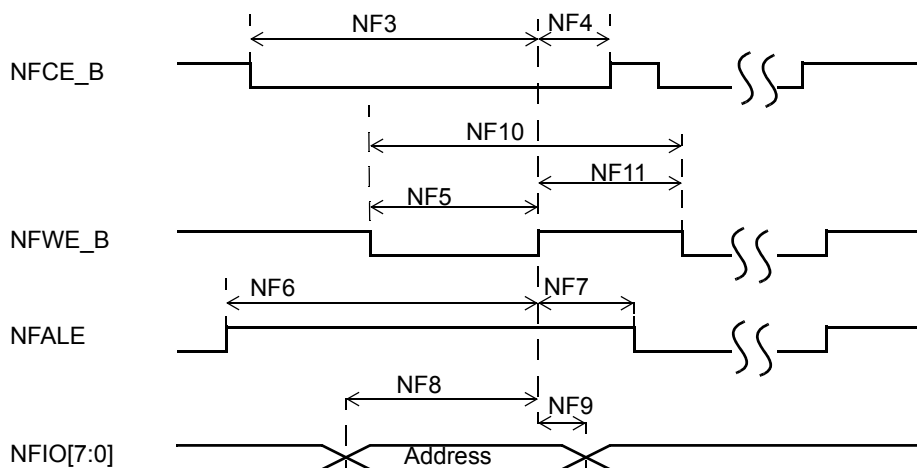 NF3 NF4
NFCE_B
NF10
NF11
NF5
NFWE_B
NF6 NF7
NFALE
NF8
NF9
NFIO[7:0] Address